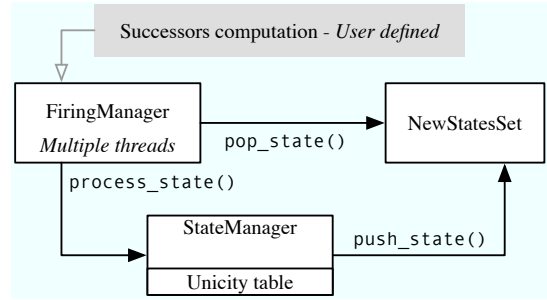 Successors computation - User defined
FiringManager
Multiple threads
NewStatesSet
pop_state()
process_state()
StateManager
push_state()
Unicity table